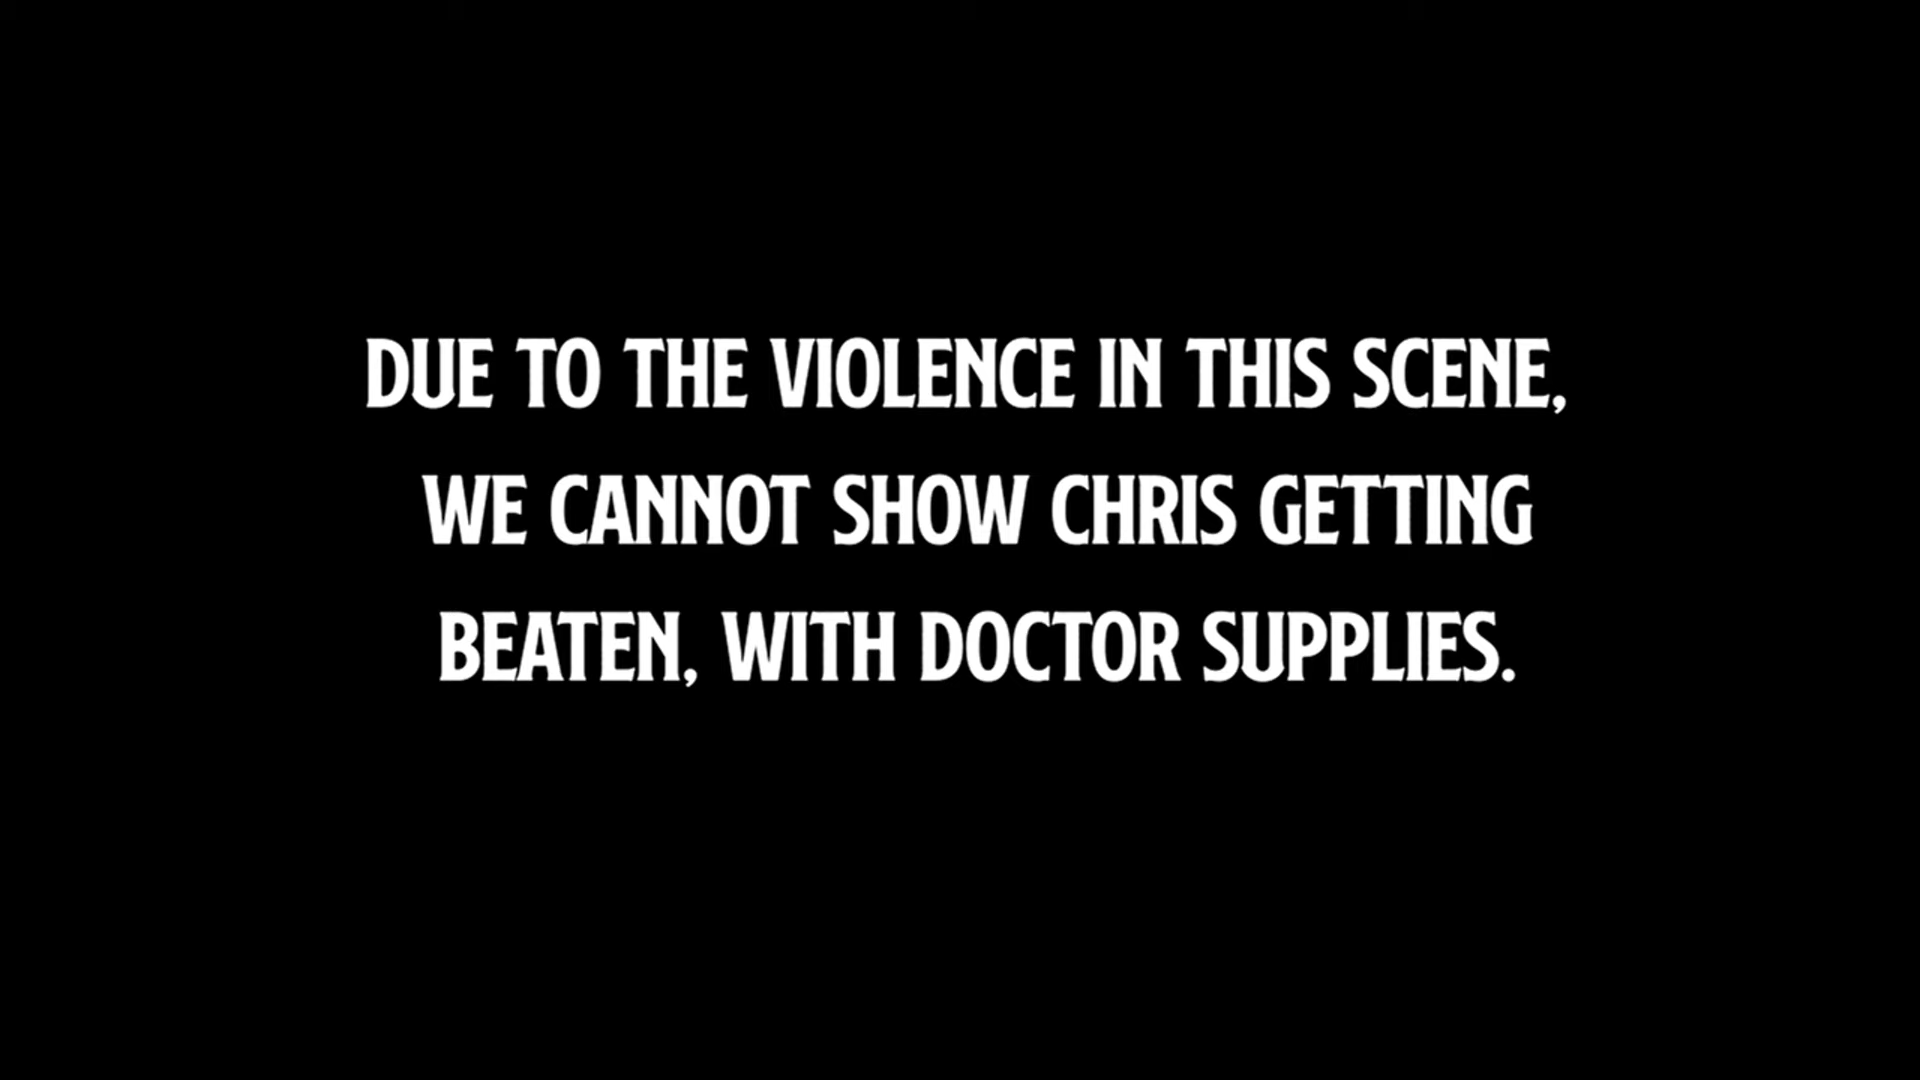 DUE TO THE VIOLENCE IN THIS SCENE,
WE CANNOT SHOW CHRIS GETTING
BEATEN, WITH DOCTOR SUPPLIES.